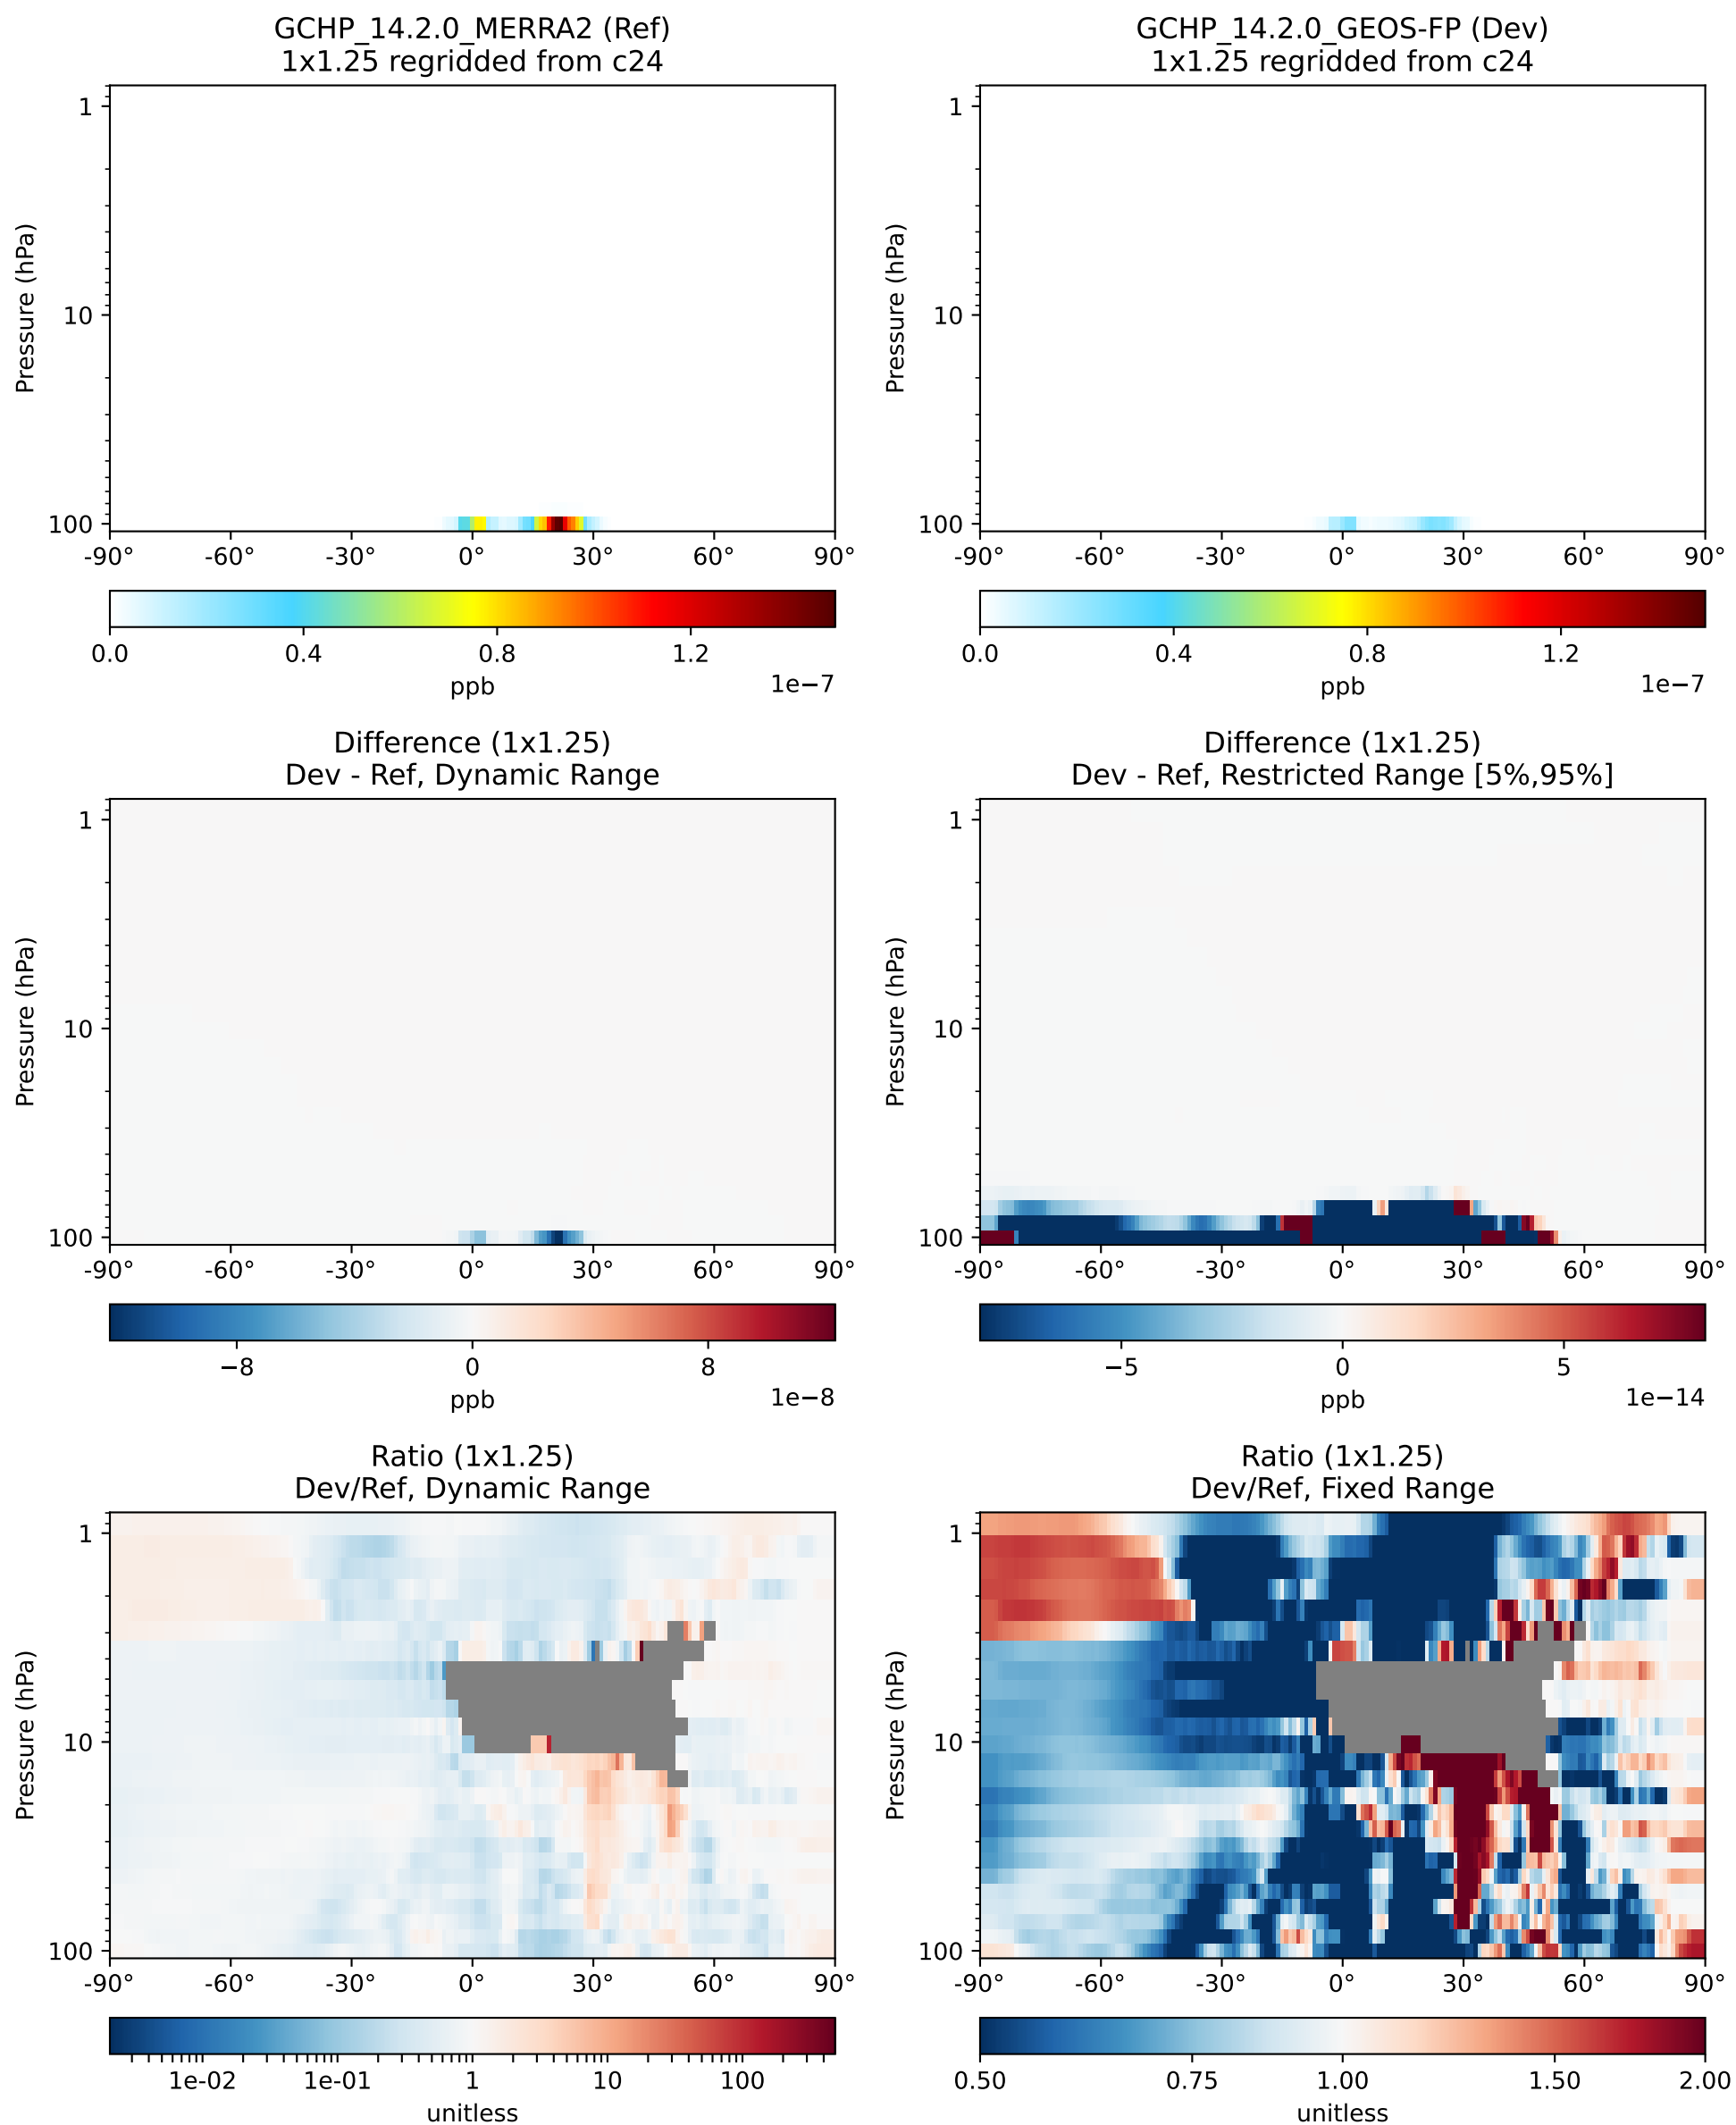 GCHP_14.2.0_MERRA2 (Ref)
1x1.25 regridded from c24
Pressure (hPa)
1
10
100
-90° -60° -30° 0° 30° 60° 90°
0.0 0.4 0.8 1.2
ppb
1e−7
GCHP_14.2.0_GEOS-FP (Dev)
1x1.25 regridded from c24
Pressure (hPa)
1
10
100
-90° -60° -30° 0° 30° 60° 90°
0.0 0.4 0.8 1.2
ppb
1e−7
Difference (1x1.25)
Dev - Ref, Dynamic Range
Pressure (hPa)
1
10
100
-90° -60° -30° 0° 30° 60° 90°
−8 0 8
ppb
1e−8
Difference (1x1.25)
Dev - Ref, Restricted Range [5%,95%]
Pressure (hPa)
1
10
100
-90° -60° -30° 0° 30° 60° 90°
−5 0 5
ppb
1e−14
Ratio (1x1.25)
Dev/Ref, Dynamic Range
Pressure (hPa)
1
10
100
-90° -60° -30° 0° 30° 60° 90°
1e-02 1e-01 1 10 100
unitless
Ratio (1x1.25)
Dev/Ref, Fixed Range
Pressure (hPa)
1
10
100
-90° -60° -30° 0° 30° 60° 90°
0.50 0.75 1.00 1.50 2.00
unitless